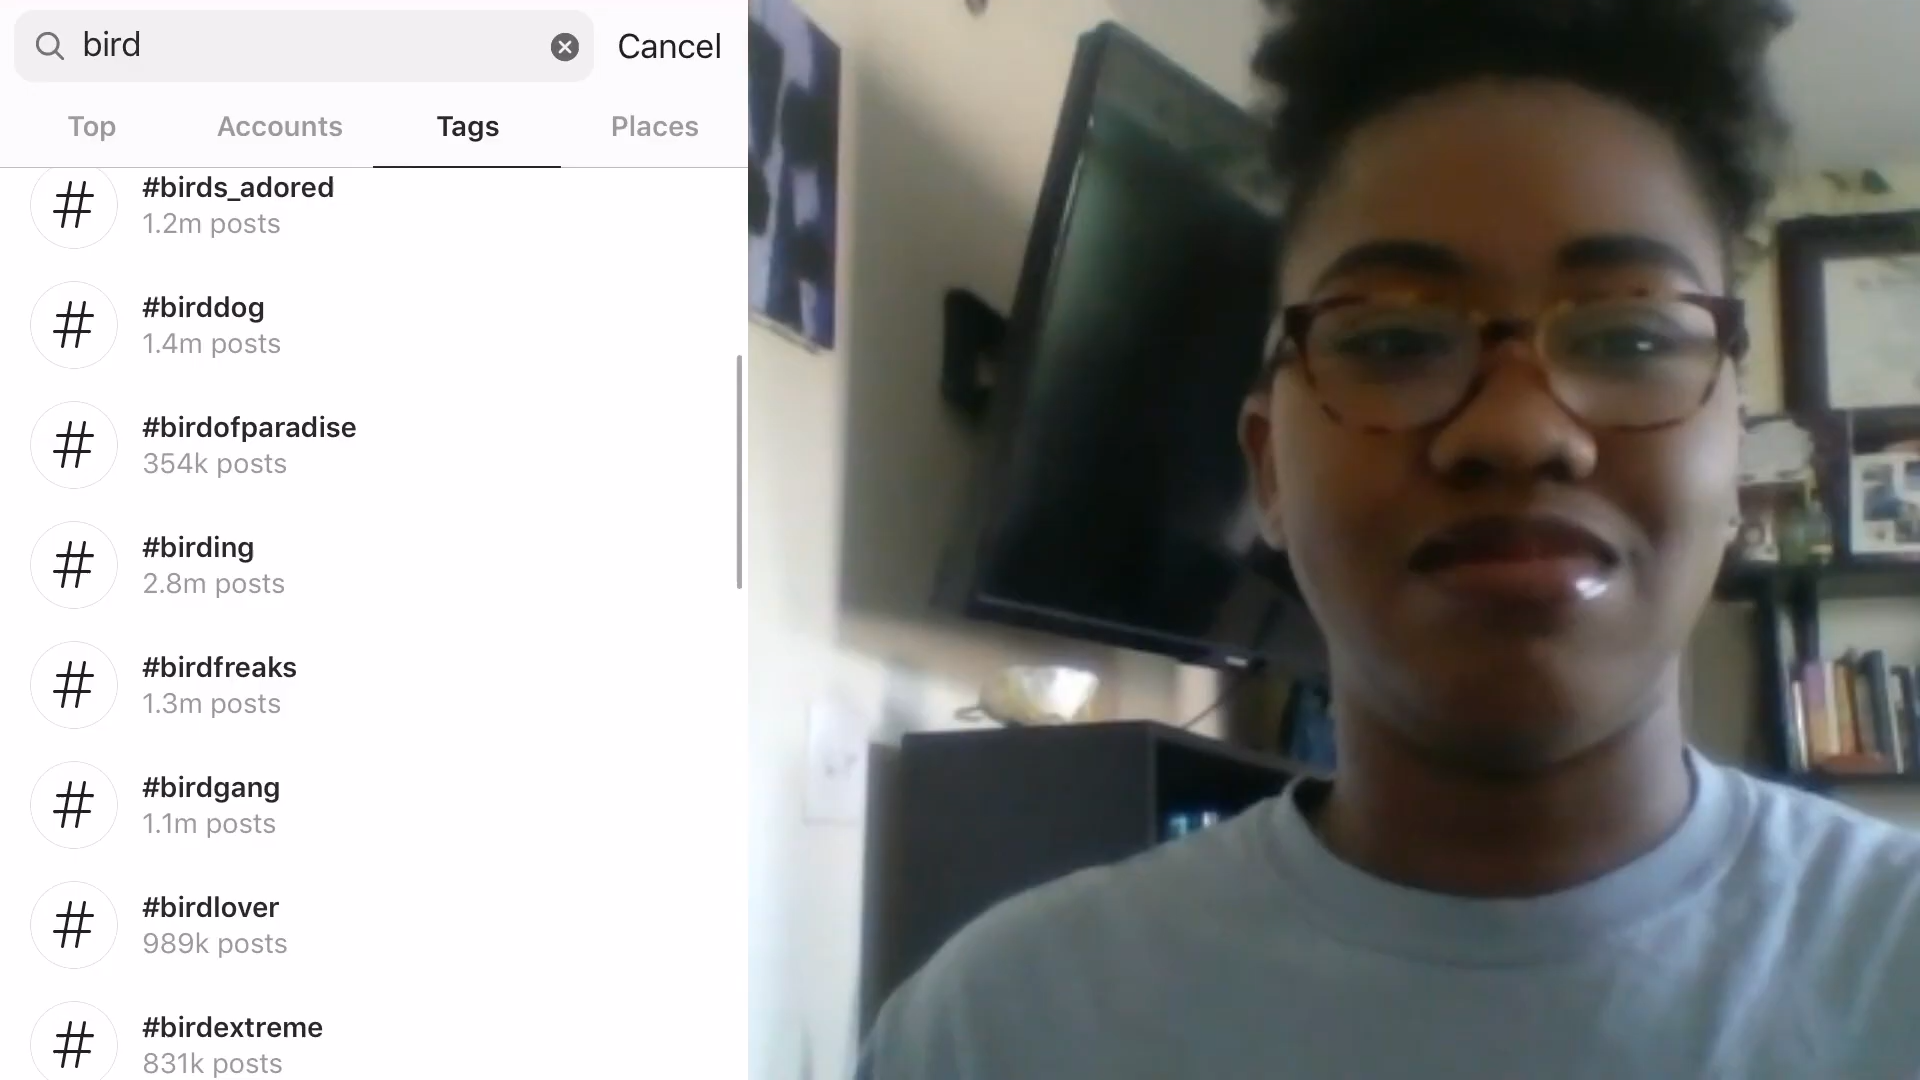 bird
Cancel
Top
Accounts
Tags
Places
#birds_adored
1.2m posts
#birddog
1.4m posts
#birdofparadise
354k posts
#birding
2.8m posts
#birdfreaks
1.3m posts
#birdgang
1.1m posts
#birdlover
989k posts
#birdextreme
831k posts